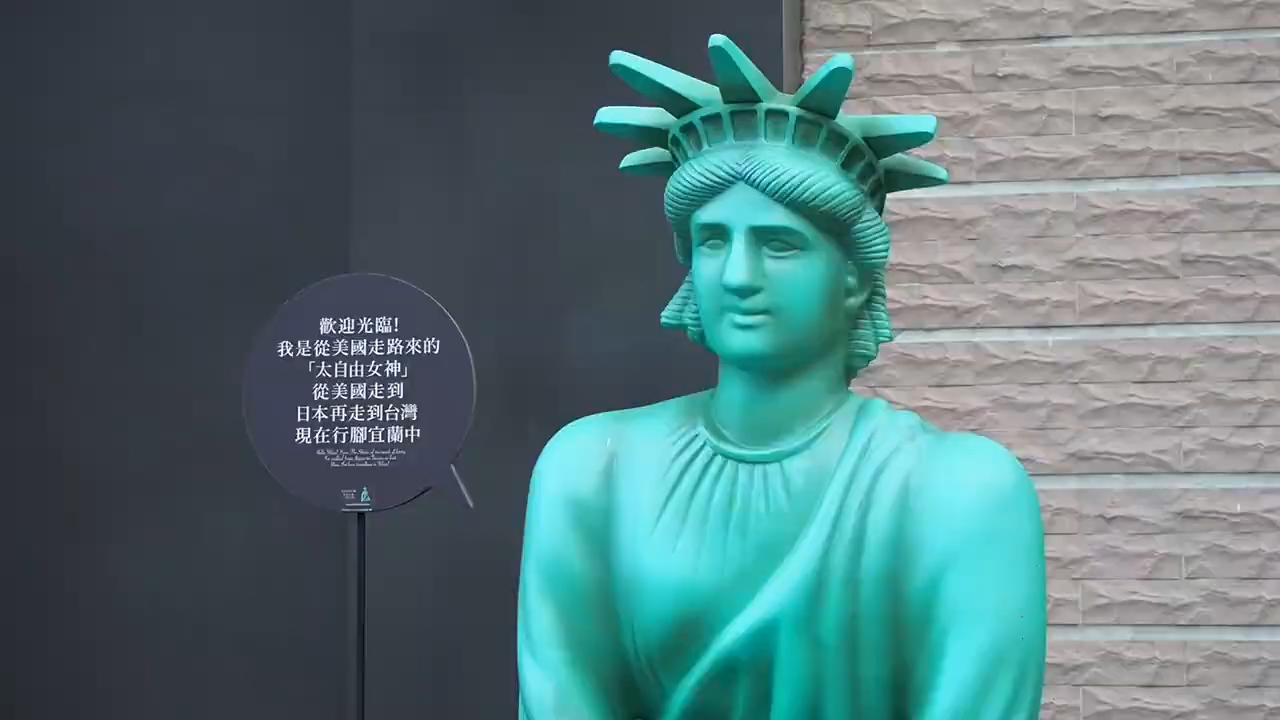 歡迎光臨!
我是從美國走路來的
「太自由女神」
從美國走到
日本再走到台灣
現在行腳宜蘭中